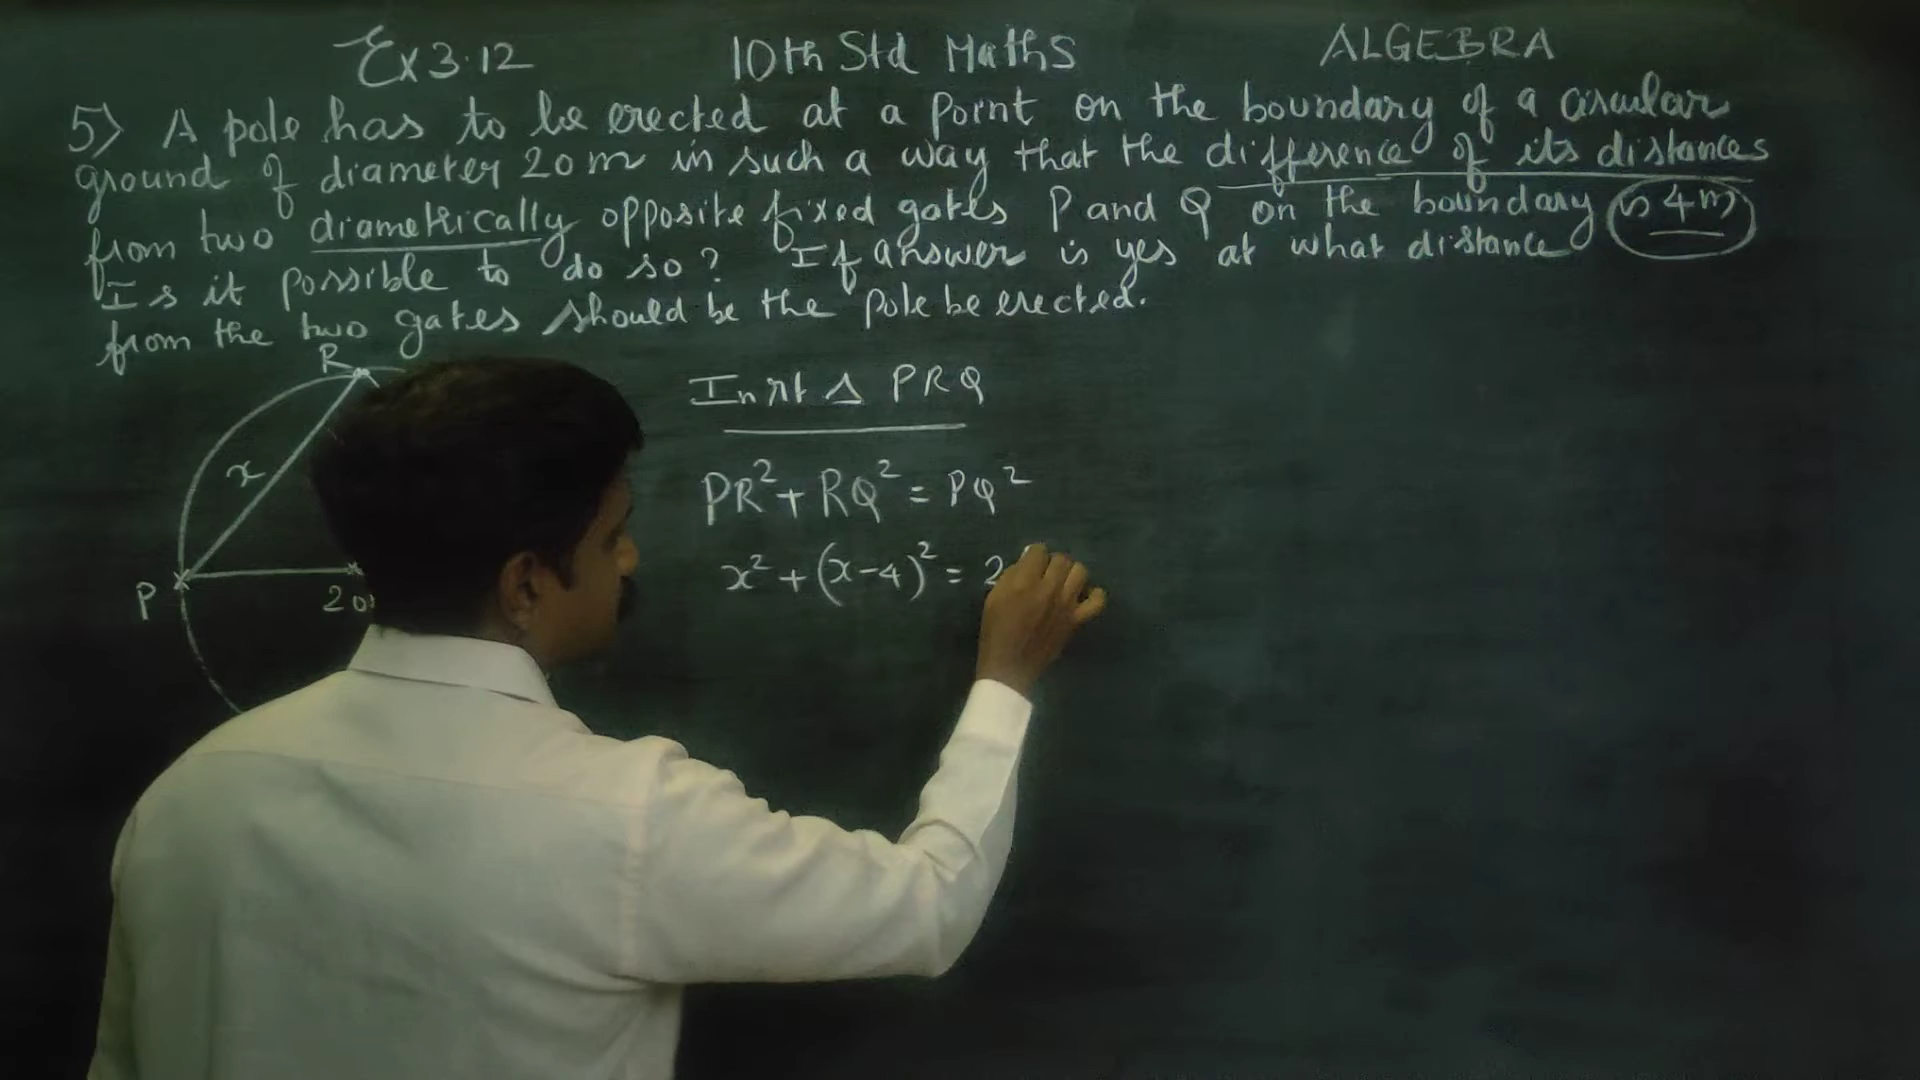 Ex 3.12 10th Std Maths ALGEBRA
5) A pole has to be erected at a point on the boundary of a circular
ground of diameter 20 m in such a way that the difference of its distances
from two diametrically opposite fixed gates P and Q on the boundary is 4m
Is it possible to do so? If answer is yes at what distance
from the two gates should be the pole be erected.
R
In rt Δ PRQ
x
PR² + RQ² = PQ²
x² + (x-4)² = 2
P
20